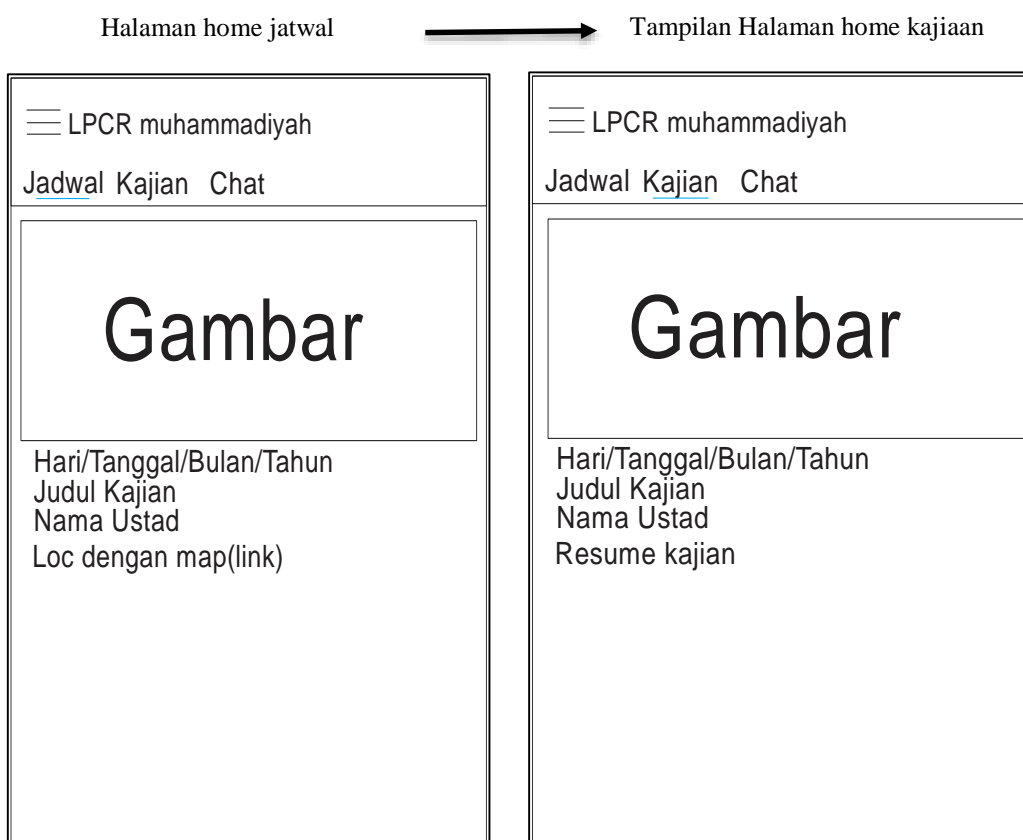 Halaman home jatwal
Tampilan Halaman home kajiaan
LPCR muhammadiyah
Jadwal Kajian Chat
Gambar
Hari/Tanggal/Bulan/Tahun
Judul Kajian
Nama Ustad
Loc dengan map(link)
LPCR muhammadiyah
Jadwal Kajian Chat
Gambar
Hari/Tanggal/Bulan/Tahun
Judul Kajian
Nama Ustad
Resume kajian